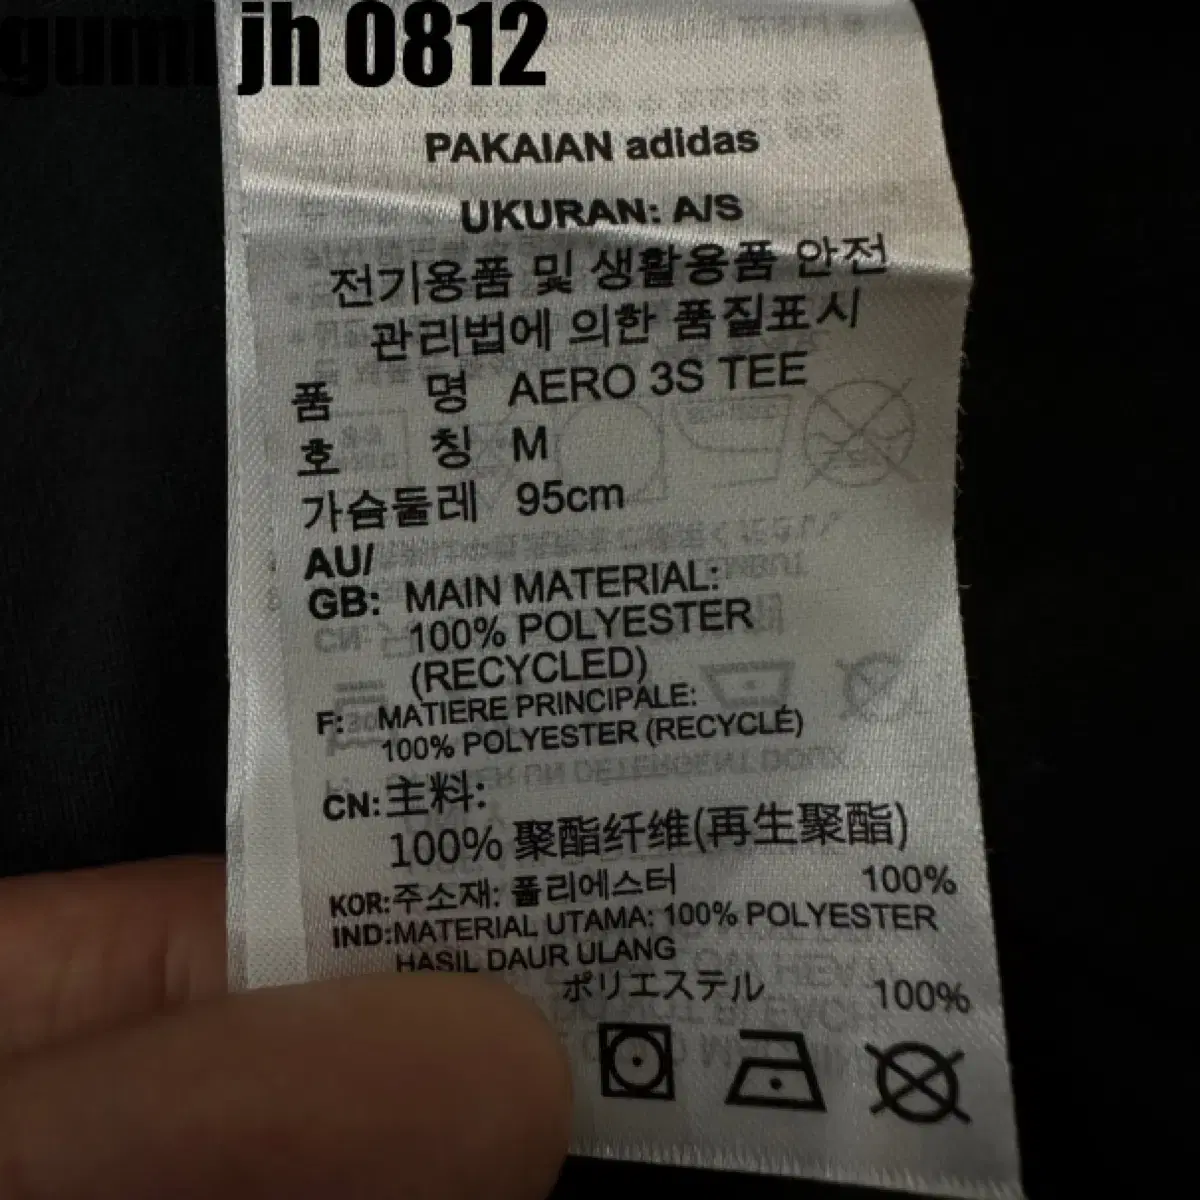 gumi jh 0812
PAKAIAN adidas
UKURAN: A/S
전기용품 및 생활용품 안전
관리법에 의한 품질표시
품 명 AERO 3S TEE
호 칭 M
가슴둘레 95cm
AU/
GB: MAIN MATERIAL:
100% POLYESTER
(RECYCLED)
F: MATIERE PRINCIPALE:
100% POLYESTER (RECYCLÉ)
CN: 主料:
100% 聚酯纤维(再生聚酯)
KOR: 주소재: 폴리에스터 100%
IND: MATERIAL UTAMA: 100% POLYESTER
HASIL DAUR ULANG
ポリエステル 100%